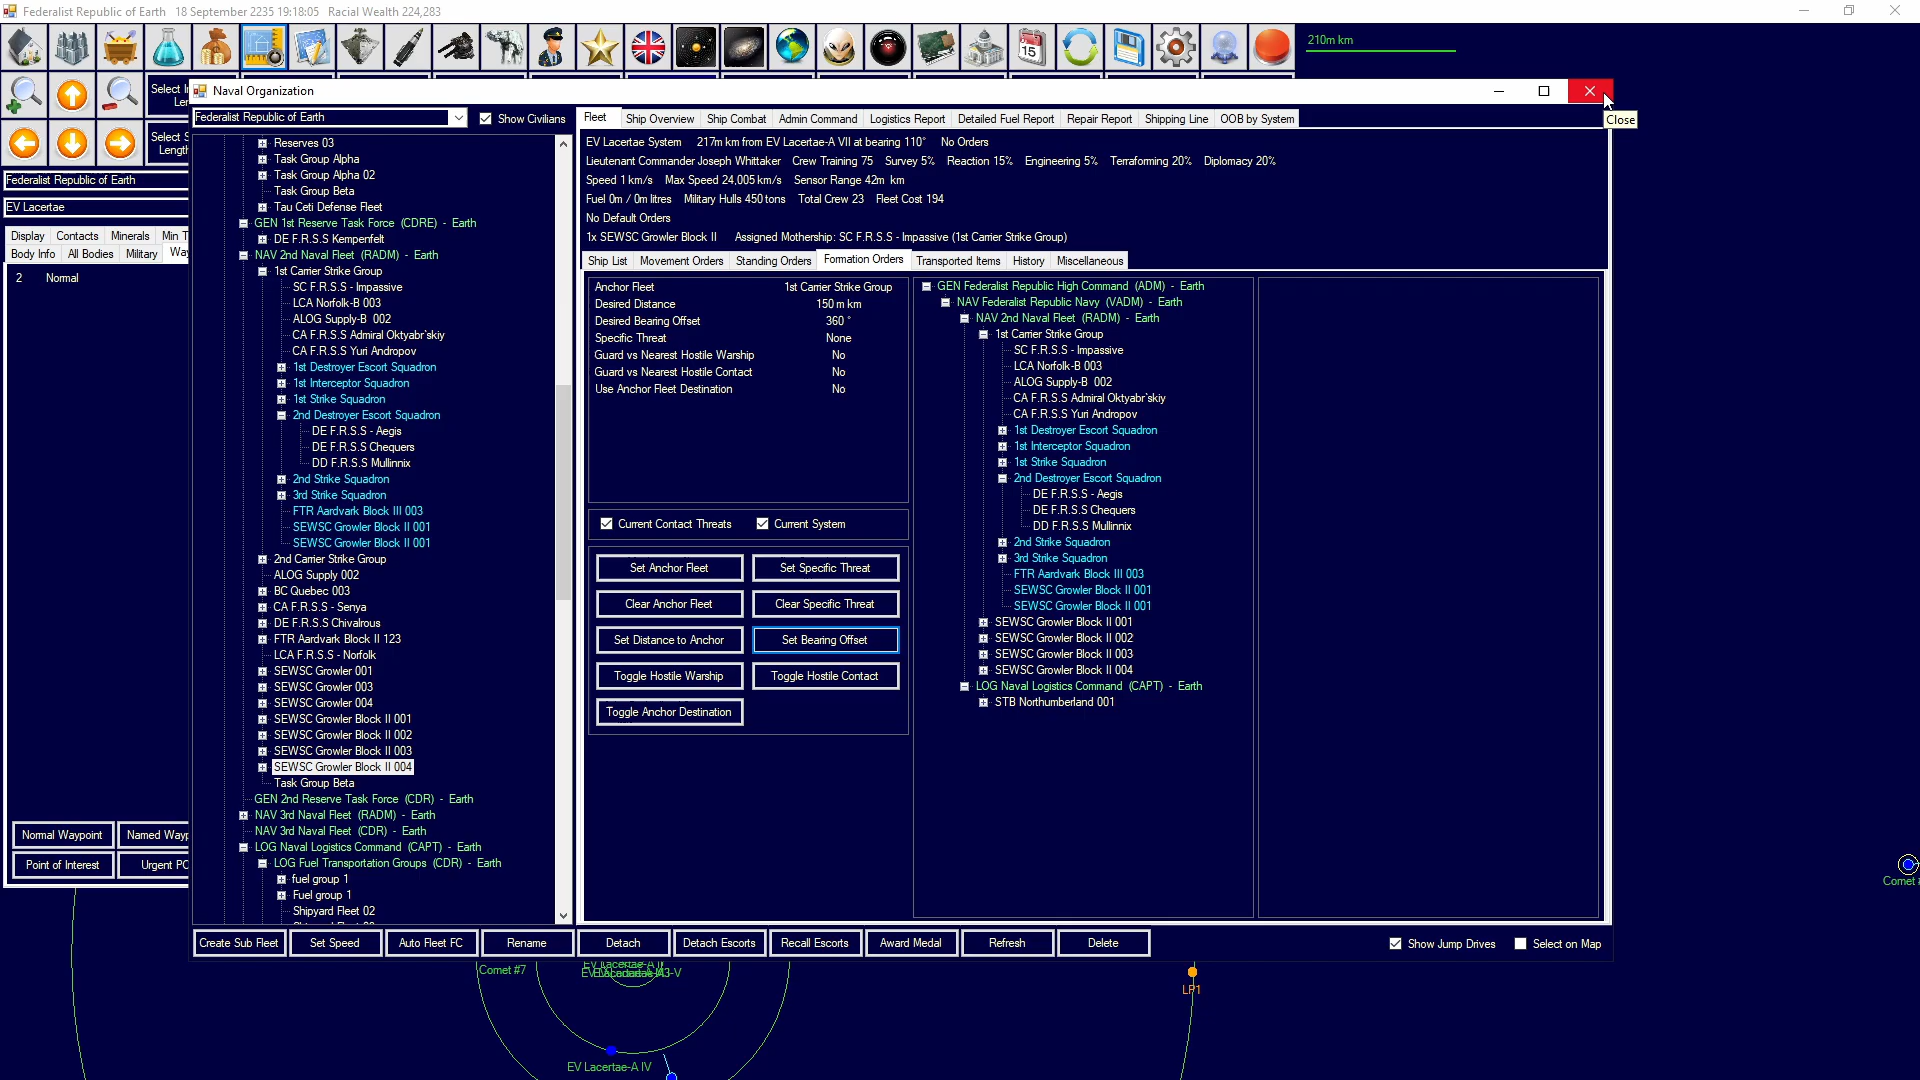 Federalist Republic of Earth   18 September 2235 19:18:05   Racial Wealth 224,283
210m km
Naval Organization
Close
Federalist Republic of Earth
Show Civilians
Fleet
Ship Overview
Ship Combat
Admin Command
Logistics Report
Detailed Fuel Report
Repair Report
Shipping Line
OOB by System
Select In
Len
Select S
Length
Federalist Republic of Earth
EV Lacertae
Display
Contacts
Minerals
Min T
Body Info
All Bodies
Military
Way
2   Normal
Normal Waypoint
Named Wayp
Point of Interest
Urgent PO
Reserves 03
Task Group Alpha
Task Group Alpha 02
Task Group Beta
Tau Ceti Defense Fleet
GEN 1st Reserve Task Force  (CDRE)  -  Earth
DE F.R.S.S Kempenfelt
NAV 2nd Naval Fleet  (RADM)  -  Earth
1st Carrier Strike Group
SC F.R.S.S - Impassive
LCA Norfolk-B 003
ALOG Supply-B  002
CA F.R.S.S Admiral Oktyabr`skiy
CA F.R.S.S Yuri Andropov
1st Destroyer Escort Squadron
1st Interceptor Squadron
1st Strike Squadron
2nd Destroyer Escort Squadron
DE F.R.S.S - Aegis
DE F.R.S.S Chequers
DD F.R.S.S Mullinnix
2nd Strike Squadron
3rd Strike Squadron
FTR Aardvark Block III 003
SEWSC Growler Block II 001
SEWSC Growler Block II 001
2nd Carrier Strike Group
ALOG Supply 002
BC Quebec 003
CA F.R.S.S - Senya
DE F.R.S.S Chivalrous
FTR Aardvark Block II 123
LCA F.R.S.S - Norfolk
SEWSC Growler 001
SEWSC Growler 003
SEWSC Growler 004
SEWSC Growler Block II 001
SEWSC Growler Block II 002
SEWSC Growler Block II 003
SEWSC Growler Block II 004
Task Group Beta
GEN 2nd Reserve Task Force  (CDR)  -  Earth
NAV 3rd Naval Fleet  (RADM)  -  Earth
NAV 3rd Naval Fleet  (CDR)  -  Earth
LOG Naval Logistics Command  (CAPT)  -  Earth
LOG Fuel Transportation Groups  (CDR)  -  Earth
fuel group 1
Fuel group 1
Shipyard Fleet 02
EV Lacertae System   217m km from EV Lacertae-A VII at bearing 110°   No Orders
Lieutenant Commander Joseph Whittaker   Crew Training 75   Survey 5%   Reaction 15%   Engineering 5%   Terraforming 20%   Diplomacy 20%
Speed 1 km/s   Max Speed 24,005 km/s   Sensor Range 42m  km
Fuel 0m / 0m litres   Military Hulls 450 tons   Total Crew 23   Fleet Cost 194
No Default Orders
1x SEWSC Growler Block II   Assigned Mothership: SC F.R.S.S - Impassive (1st Carrier Strike Group)
Ship List
Movement Orders
Standing Orders
Formation Orders
Transported Items
History
Miscellaneous
Anchor Fleet   1st Carrier Strike Group
Desired Distance   150 m km
Desired Bearing Offset   360 °
Specific Threat   None
Guard vs Nearest Hostile Warship   No
Guard vs Nearest Hostile Contact   No
Use Anchor Fleet Destination   No
Current Contact Threats
Current System
Set Anchor Fleet
Set Specific Threat
Clear Anchor Fleet
Clear Specific Threat
Set Distance to Anchor
Set Bearing Offset
Toggle Hostile Warship
Toggle Hostile Contact
Toggle Anchor Destination
GEN Federalist Republic High Command  (ADM)  -  Earth
NAV Federalist Republic Navy  (VADM)  -  Earth
NAV 2nd Naval Fleet  (RADM)  -  Earth
1st Carrier Strike Group
SC F.R.S.S - Impassive
LCA Norfolk-B 003
ALOG Supply-B  002
CA F.R.S.S Admiral Oktyabr`skiy
CA F.R.S.S Yuri Andropov
1st Destroyer Escort Squadron
1st Interceptor Squadron
1st Strike Squadron
2nd Destroyer Escort Squadron
DE F.R.S.S - Aegis
DE F.R.S.S Chequers
DD F.R.S.S Mullinnix
2nd Strike Squadron
3rd Strike Squadron
FTR Aardvark Block III 003
SEWSC Growler Block II 001
SEWSC Growler Block II 001
SEWSC Growler Block II 001
SEWSC Growler Block II 002
SEWSC Growler Block II 003
SEWSC Growler Block II 004
LOG Naval Logistics Command  (CAPT)  -  Earth
STB Northumberland 001
Create Sub Fleet
Set Speed
Auto Fleet FC
Rename
Detach
Detach Escorts
Recall Escorts
Award Medal
Refresh
Delete
Show Jump Drives
Select on Map
Comet #7
LP1
EV Lacertae-A IV
Comet
15